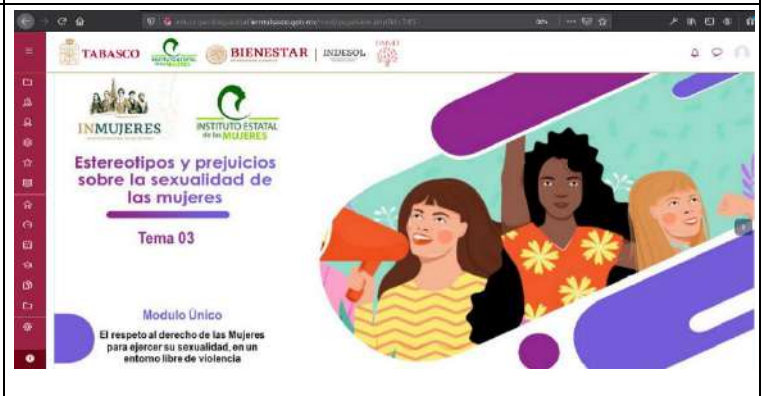 TABASCO
BIENESTAR
INDESOL
INMUJERES
INSTITUTO ESTATAL
de las MUJERES
Estereotipos y prejuicios
sobre la sexualidad de
las mujeres
Tema 03
Modulo Único
El respeto al derecho de las Mujeres
para ejercer su sexualidad, en un
entorno libre de violencia